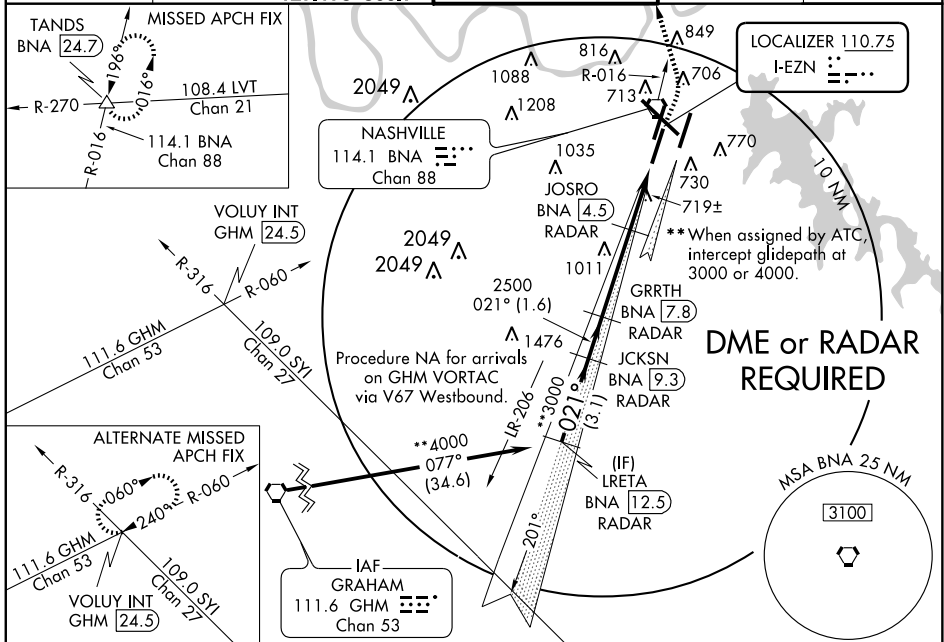 MISSED APCH FIX
TANDS
BNA 24.7
196°
016°
R-270
108.4 LVT
Chan 21
R-016
114.1 BNA
Chan 88
2049
1088
816
849
R-016
713
706
1208
LOCALIZER 110.75
I-EZN
NASHVILLE
114.1 BNA
Chan 88
1035
770
730
719±
10 NM
JOSRO
BNA 4.5
RADAR
** When assigned by ATC,
intercept glidepath at
3000 or 4000.
VOLUY INT
GHM 24.5
R-316
R-060
111.6 GHM
Chan 53
109.0 SYI
Chan 27
2049
2049
1011
2500
021° (1.6)
GRRTH
BNA 7.8
RADAR
1476
Procedure NA for arrivals
on GHM VORTAC
via V67 Westbound.
JCKSN
BNA 9.3
RADAR
DME or RADAR
REQUIRED
LR-206
**3000
021°
(3.1)
**4000
077°
(34.6)
(IF)
LRETA
BNA 12.5
RADAR
201°
ALTERNATE MISSED
APCH FIX
R-316
060°
R-060
240°
111.6 GHM
Chan 53
109.0 SYI
Chan 27
VOLUY INT
GHM 24.5
IAF
GRAHAM
111.6 GHM
Chan 53
MSA BNA 25 NM
3100